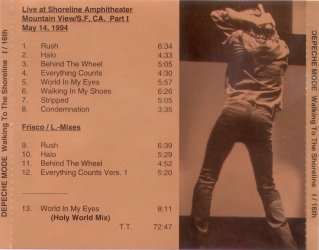 DEPECHE MODE Walking To The Shoreline I / 16th
Live at Shoreline Amphitheater
Mountain View/S.F, CA. Part I
May 14, 1994
1. Rush 6:34
2. Halo 4:33
3. Behind The Wheel 5:05
4. Everything Counts 4:30
5. World In My Eyes 5:57
6. Walking In My Shoes 6:26
7. Stripped 5:05
8. Condemnation 3:35
Frisco / L.-Mixes
9. Rush 6:39
10. Halo 5:29
11. Behind The Wheel 4:52
12. Everything Counts Vers. 1 5:20
13. World In My Eyes 8:11
(Holy World Mix)
T.T. 72:47
DEPECHE MODE Walking To The Shoreline I / 16th